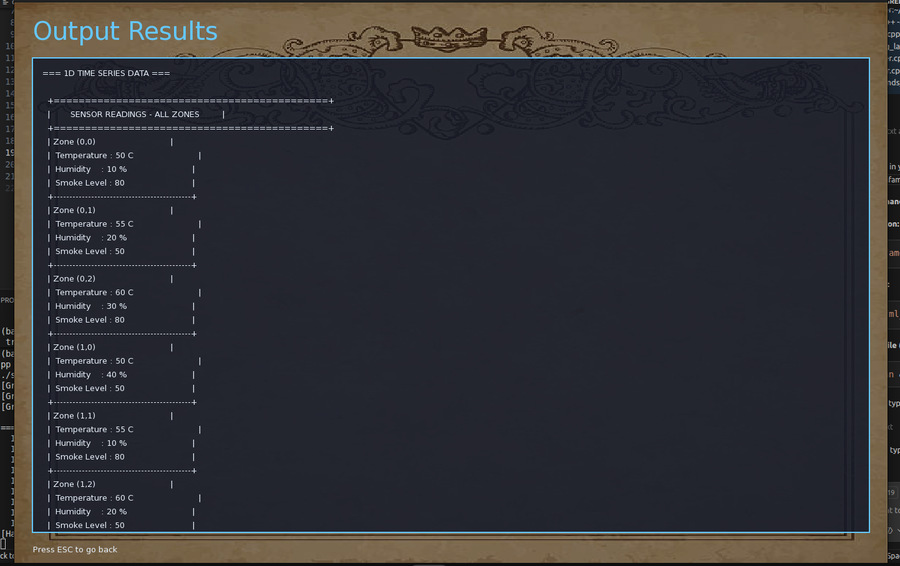 Output Results
=== 1D TIME SERIES DATA ===
+============================================+
| SENSOR READINGS - ALL ZONES |
+============================================+
| Zone (0,0) |
| Temperature : 50 C |
| Humidity : 10 % |
| Smoke Level : 80 |
+--------------------------------------------+
| Zone (0,1) |
| Temperature : 55 C |
| Humidity : 20 % |
| Smoke Level : 50 |
+--------------------------------------------+
| Zone (0,2) |
| Temperature : 60 C |
| Humidity : 30 % |
| Smoke Level : 80 |
+--------------------------------------------+
| Zone (1,0) |
| Temperature : 50 C |
| Humidity : 40 % |
| Smoke Level : 50 |
+--------------------------------------------+
| Zone (1,1) |
| Temperature : 55 C |
| Humidity : 10 % |
| Smoke Level : 80 |
+--------------------------------------------+
| Zone (1,2) |
| Temperature : 60 C |
| Humidity : 20 % |
| Smoke Level : 50 |
Press ESC to go back